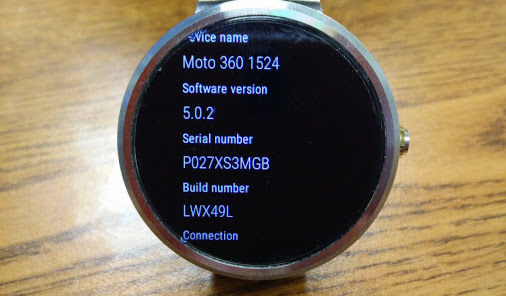 evice name
Moto 360 1524
Software version
5.0.2
Serial number
P027XS3MGB
Build number
LWX49L
Connection